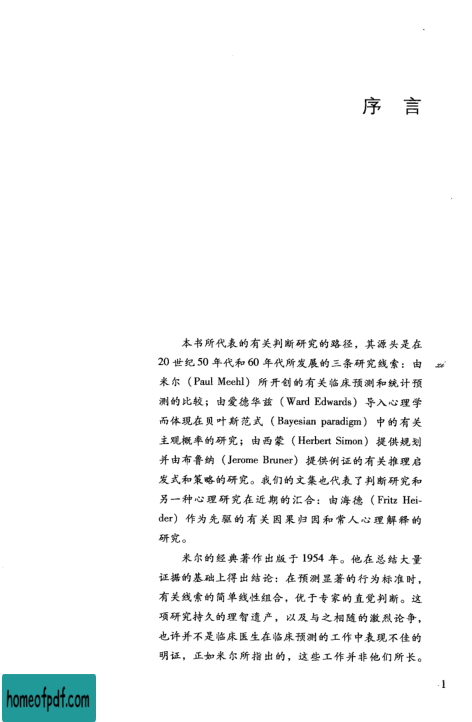 序 言
本书所代表的有关判断研究的路径，其源头是在
20 世纪 50 年代和 60 年代所发展的三条研究线索：由
米尔（Paul Meehl）所开创的有关临床预测和统计预
测的比较；由爱德华兹（Ward Edwards）导入心理学
而体现在贝叶斯范式（Bayesian paradigm）中的有关
主观概率的研究；由西蒙（Herbert Simon）提供规划
并由布鲁纳（Jerome Bruner）提供例证的有关推理启
发式和策略的研究。我们的文集也代表了判断研究和
另一种心理研究在近期的汇合：由海德（Fritz Hei-
der）作为先驱的有关因果归因和常人心理解释的
研究。
米尔的经典著作出版于 1954 年。他在总结大量
证据的基础上得出结论：在预测显著的行为标准时，
有关线索的简单线性组合，优于专家的直觉判断。这
项研究持久的理智遗产，以及与之相随的激烈论争，
也许并不是临床医生在临床预测的工作中表现不佳的
明证，正如米尔所指出的，这些工作并非他们所长。
1
homeofpdf.com